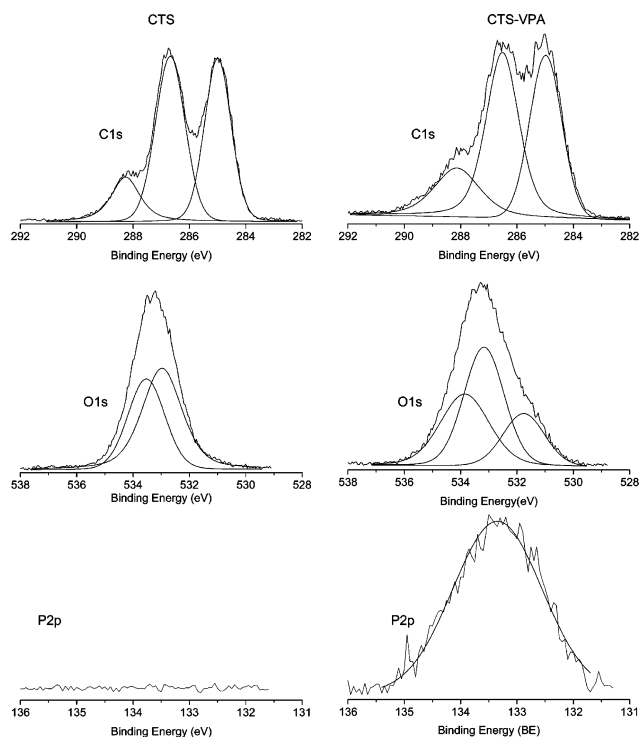 CTS
CTS-VPA
C1s
C1s
292 290 288 286 284 282
292 290 288 286 284 282
Binding Energy (eV)
Binding Energy (eV)
O1s
O1s
538 536 534 532 530 528
538 536 534 532 530 528
Binding Energy (eV)
Binding Energy(eV)
P2p
P2p
136 135 134 133 132 131
136 135 134 133 132 131
Binding Energy (eV)
Binding Energy (BE)